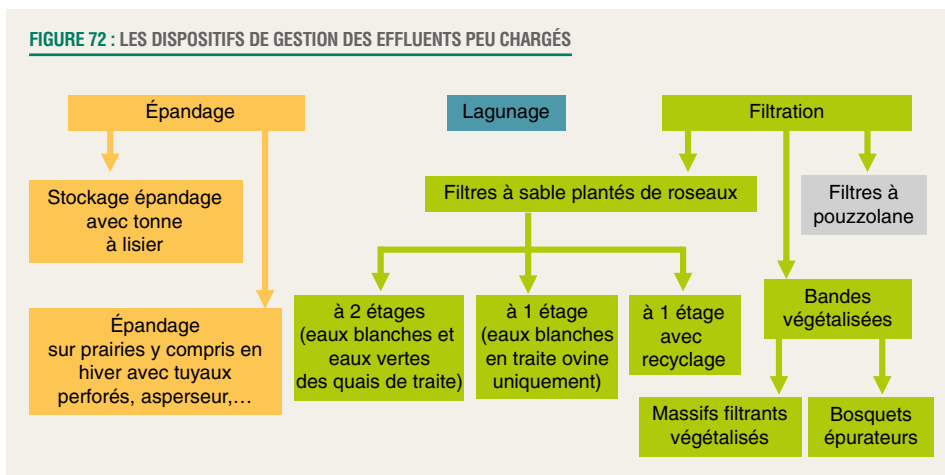 FIGURE 72 : LES DISPOSITIFS DE GESTION DES EFFLUENTS PEU CHARGÉS
Épandage
Lagunage
Filtration
Stockage épandage
avec tonne
à lisier
Filtres à sable plantés de roseaux
Filtres à
pouzzolane
Épandage
sur prairies y compris en
hiver avec tuyaux
perforés, asperseur,…
à 2 étages
(eaux blanches et
eaux vertes
des quais de traite)
à 1 étage
(eaux blanches
en traite ovine
uniquement)
à 1 étage
avec
recyclage
Bandes
végétalisées
Massifs filtrants
végétalisés
Bosquets
épurateurs